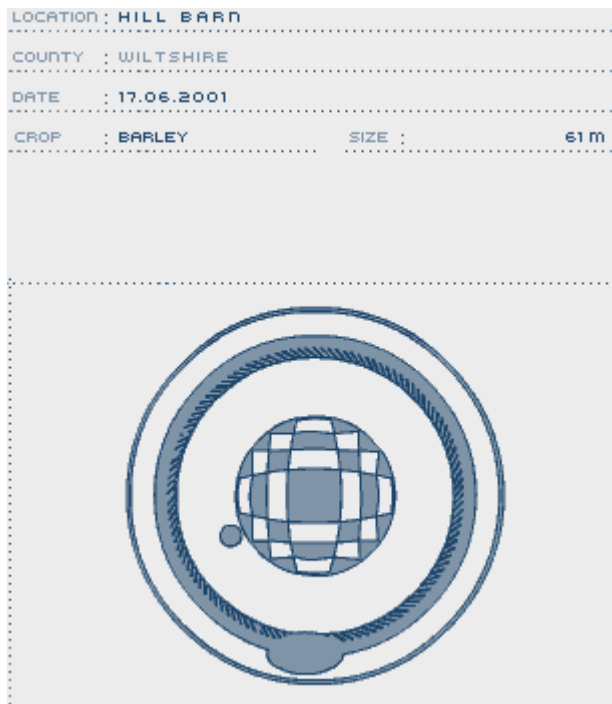 LOCATION : HILL BARN
COUNTY : WILTSHIRE
DATE : 17.06.2001
CROP : BARLEY SIZE : 61 M